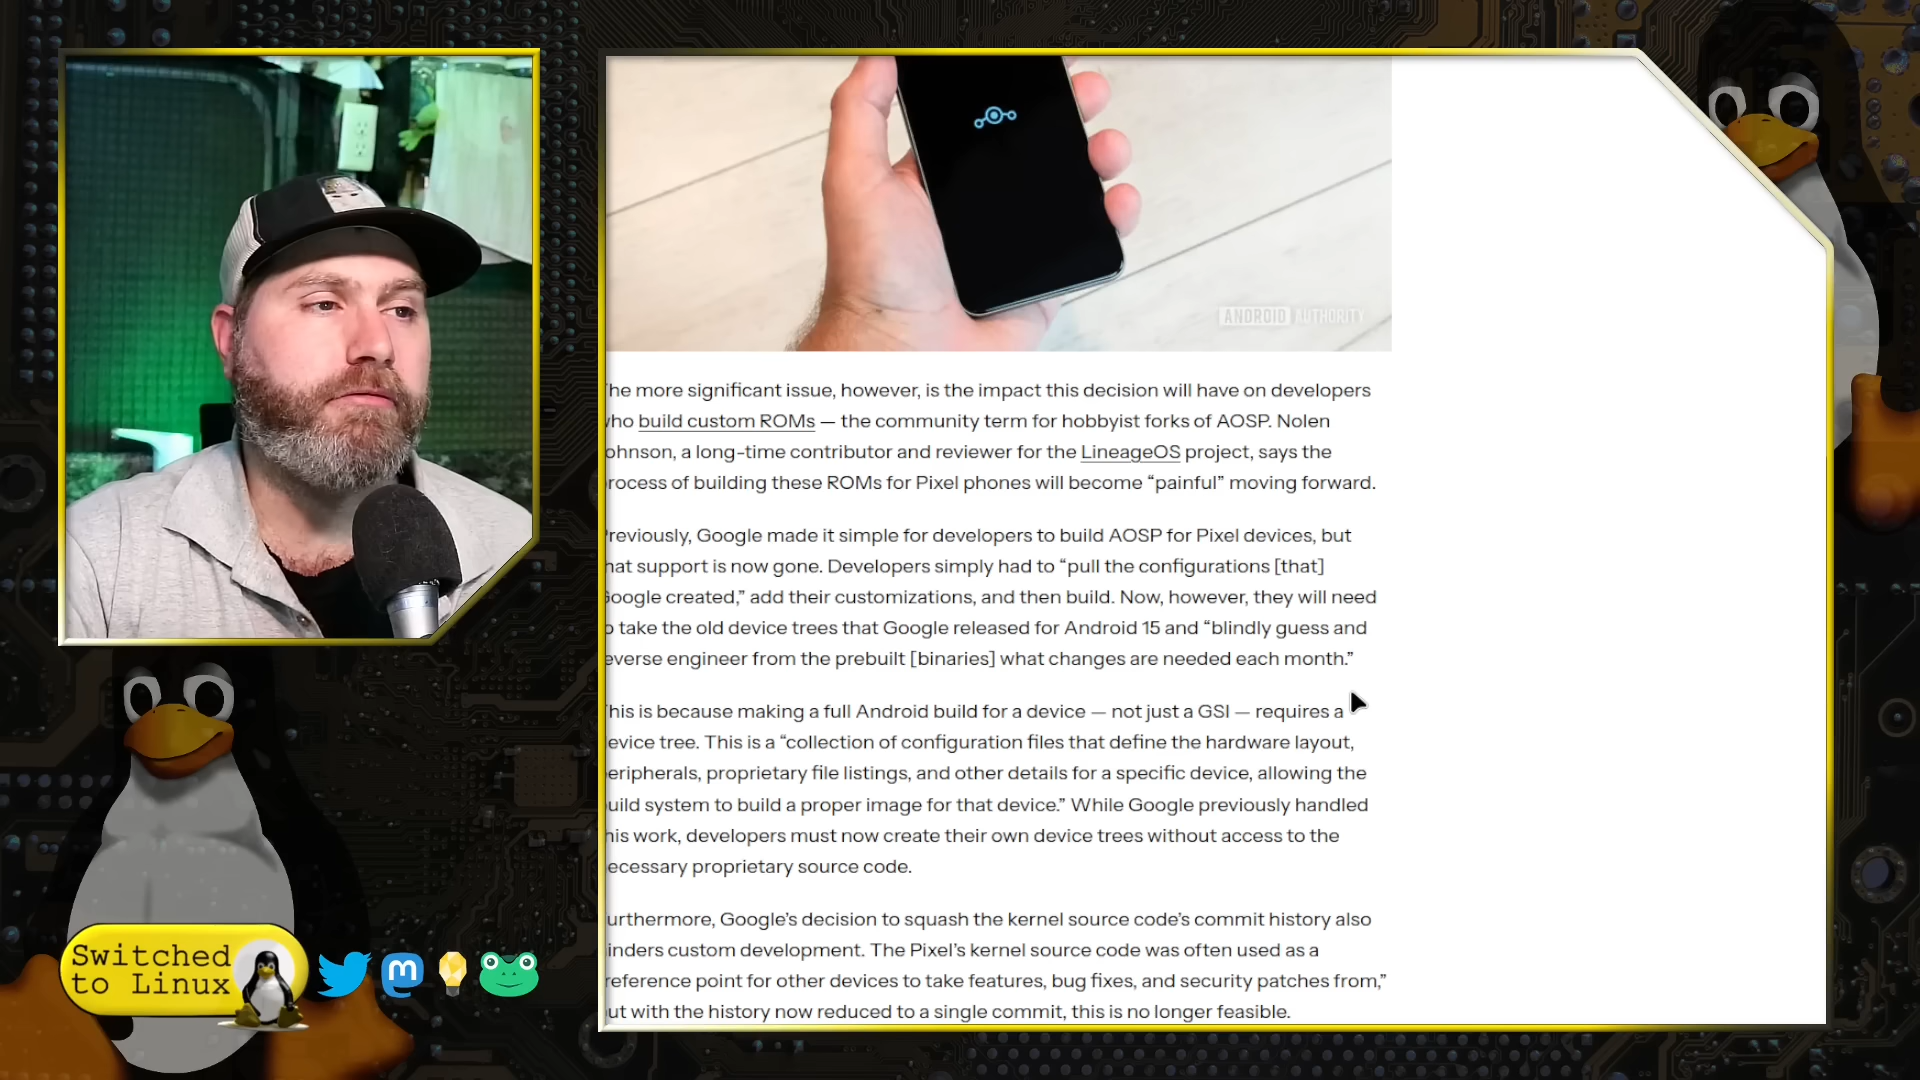 ANDROID AUTHORITY
he more significant issue, however, is the impact this decision will have on developers
who build custom ROMs — the community term for hobbyist forks of AOSP. Nolen
ohnson, a long-time contributor and reviewer for the LineageOS project, says the
rocess of building these ROMs for Pixel phones will become “painful” moving forward.
Previously, Google made it simple for developers to build AOSP for Pixel devices, but
hat support is now gone. Developers simply had to “pull the configurations [that]
Google created,” add their customizations, and then build. Now, however, they will need
o take the old device trees that Google released for Android 15 and “blindly guess and
everse engineer from the prebuilt [binaries] what changes are needed each month.”
This is because making a full Android build for a device — not just a GSI — requires a
evice tree. This is a “collection of configuration files that define the hardware layout,
eripherals, proprietary file listings, and other details for a specific device, allowing the
uild system to build a proper image for that device.” While Google previously handled
his work, developers must now create their own device trees without access to the
ecessary proprietary source code.
urthermore, Google’s decision to squash the kernel source code’s commit history also
inders custom development. The Pixel’s kernel source code was often used as a
reference point for other devices to take features, bug fixes, and security patches from,”
ut with the history now reduced to a single commit, this is no longer feasible.
Switched
to Linux
m